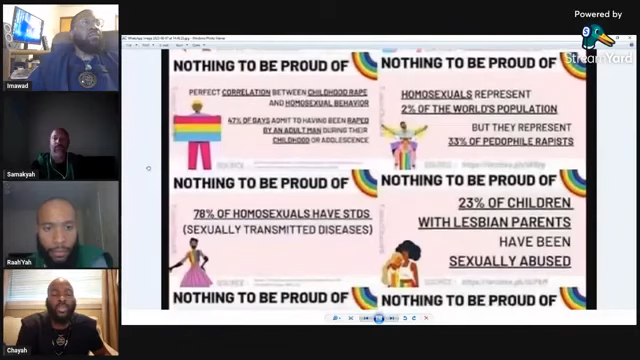 Powered by
StreamYard
Imawad
Samakyah
Raah'Yah
Chayah
NOTHING TO BE PROUD OF
PERFECT CORRELATION BETWEEN CHILDHOOD RAPE
AND HOMOSEXUAL BEHAVIOR
47% OF GAYS ADMIT TO HAVING BEEN RAPED
BY AN ADULT MAN DURING THEIR
CHILDHOOD OR ADOLESCENCE
NOTHING TO BE PROUD OF
HOMOSEXUALS REPRESENT
2% OF THE WORLD'S POPULATION
BUT THEY REPRESENT
33% OF PEDOPHILE RAPISTS
NOTHING TO BE PROUD OF
78% OF HOMOSEXUALS HAVE STDS
(SEXUALLY TRANSMITTED DISEASES)
NOTHING TO BE PROUD OF
23% OF CHILDREN
WITH LESBIAN PARENTS
HAVE BEEN
SEXUALLY ABUSED
NOTHING TO BE PROUD OF
NOTHING TO BE PROUD OF